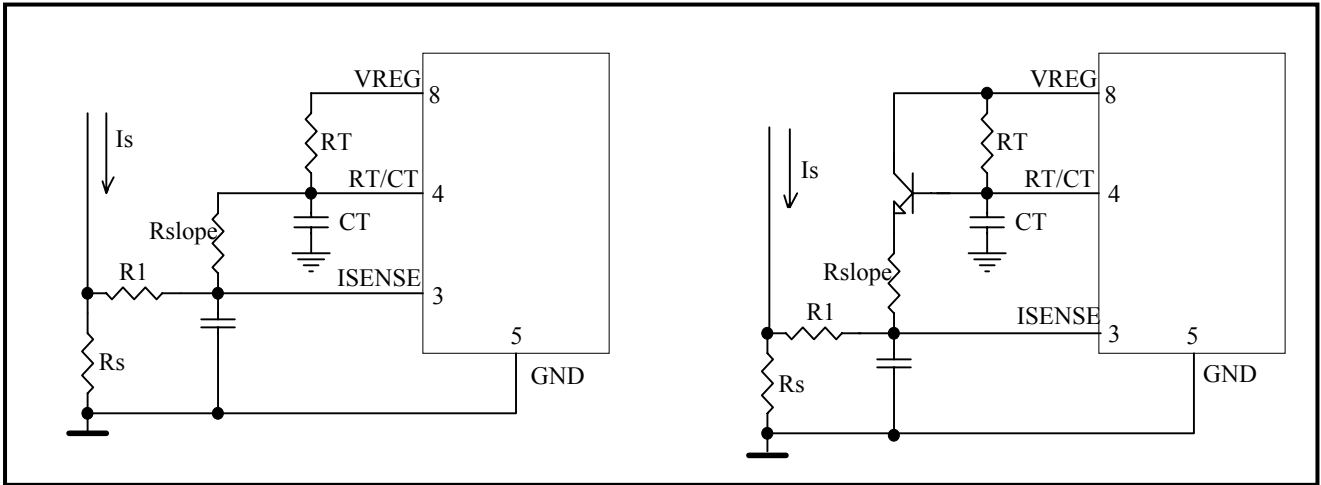 VREG
8
Is
RT
RT/CT
4
CT
Rslope
R1
ISENSE
3
Rs
5
GND
VREG
8
Is
RT
RT/CT
4
CT
Rslope
R1
ISENSE
3
Rs
5
GND